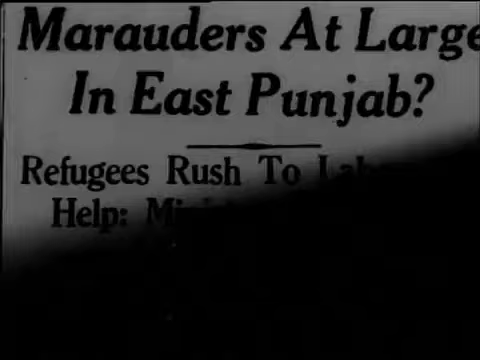 Marauders At Large
In East Punjab?
Refugees Rush To
Help: